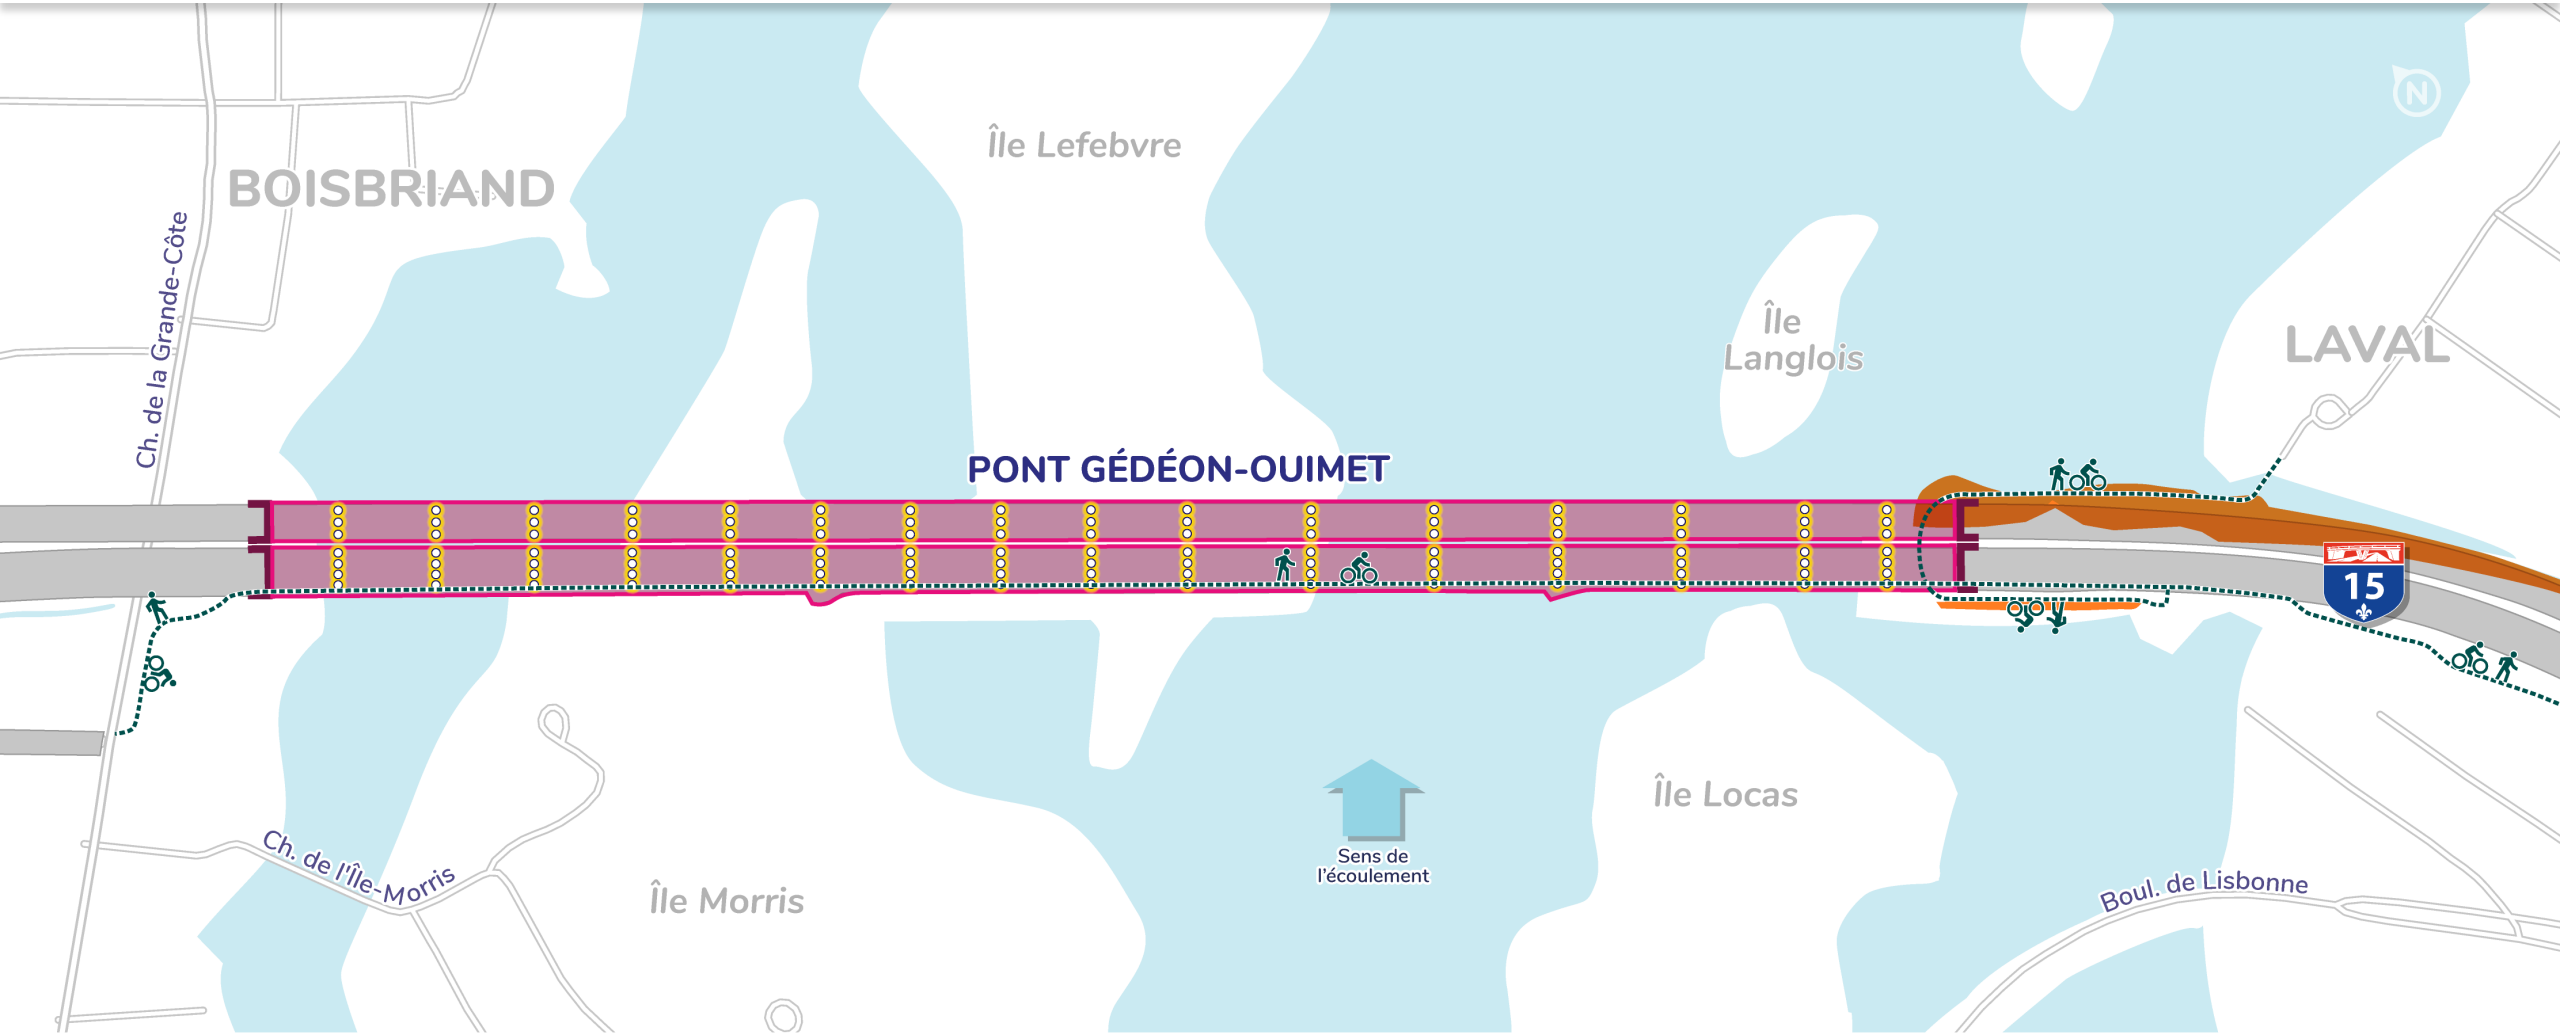 N
Île Lefebvre
BOISBRIAND
Ch. de la Grande-Côte
Île
Langlois
LAVAL
PONT GÉDÉON-OUIMET
15
Île Locas
Sens de
l'écoulement
Ch. de l'Île-Morris
Île Morris
Boul. de Lisbonne